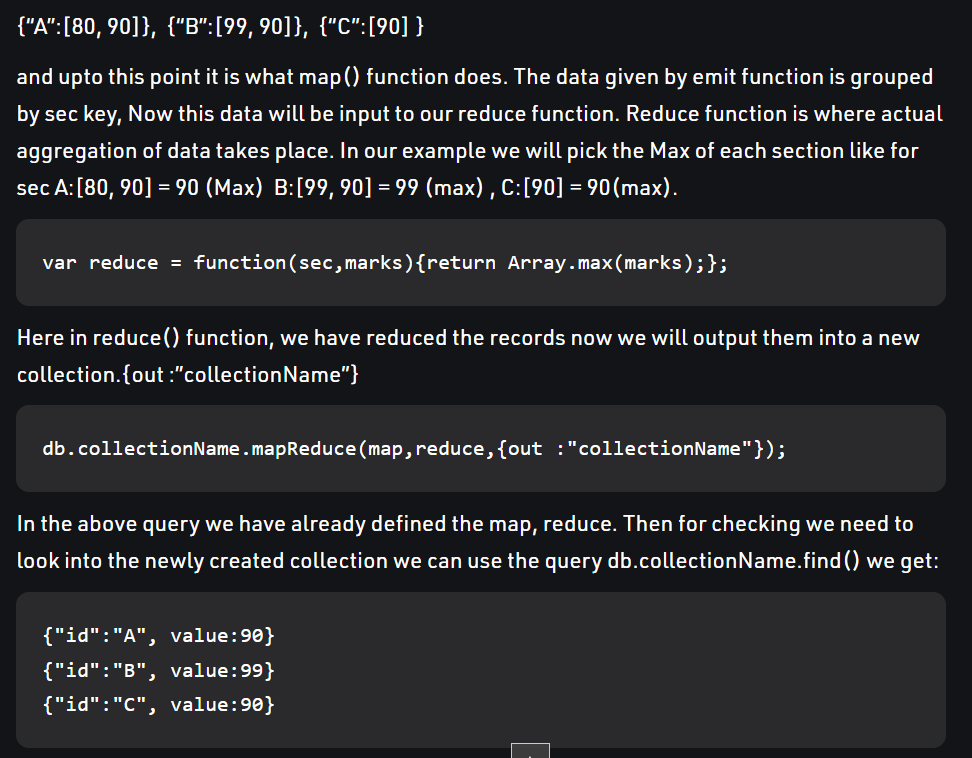 {“A”:[80, 90]}, {“B”:[99, 90]}, {“C”:[90] }
and upto this point it is what map() function does. The data given by emit function is grouped
by sec key, Now this data will be input to our reduce function. Reduce function is where actual
aggregation of data takes place. In our example we will pick the Max of each section like for
sec A:[80, 90] = 90 (Max) B:[99, 90] = 99 (max) , C:[90] = 90(max).
var reduce = function(sec,marks){return Array.max(marks);};
Here in reduce() function, we have reduced the records now we will output them into a new
collection.{out :”collectionName”}
db.collectionName.mapReduce(map,reduce,{out :"collectionName"});
In the above query we have already defined the map, reduce. Then for checking we need to
look into the newly created collection we can use the query db.collectionName.find() we get:
{"id":"A", value:90}
{"id":"B", value:99}
{"id":"C", value:90}